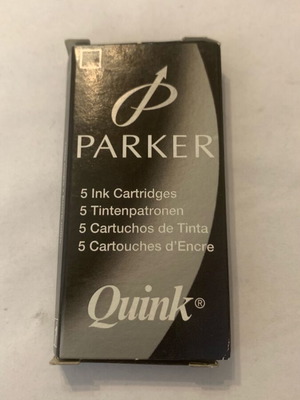 PARKER
5 Ink Cartridges
5 Tintenpatronen
5 Cartuchos de Tinta
5 Cartouches d'Encre
Quink®